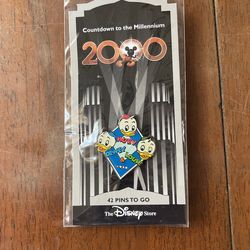 Countdown to the Millennium
2000
42 PINS TO GO
The Disney Store